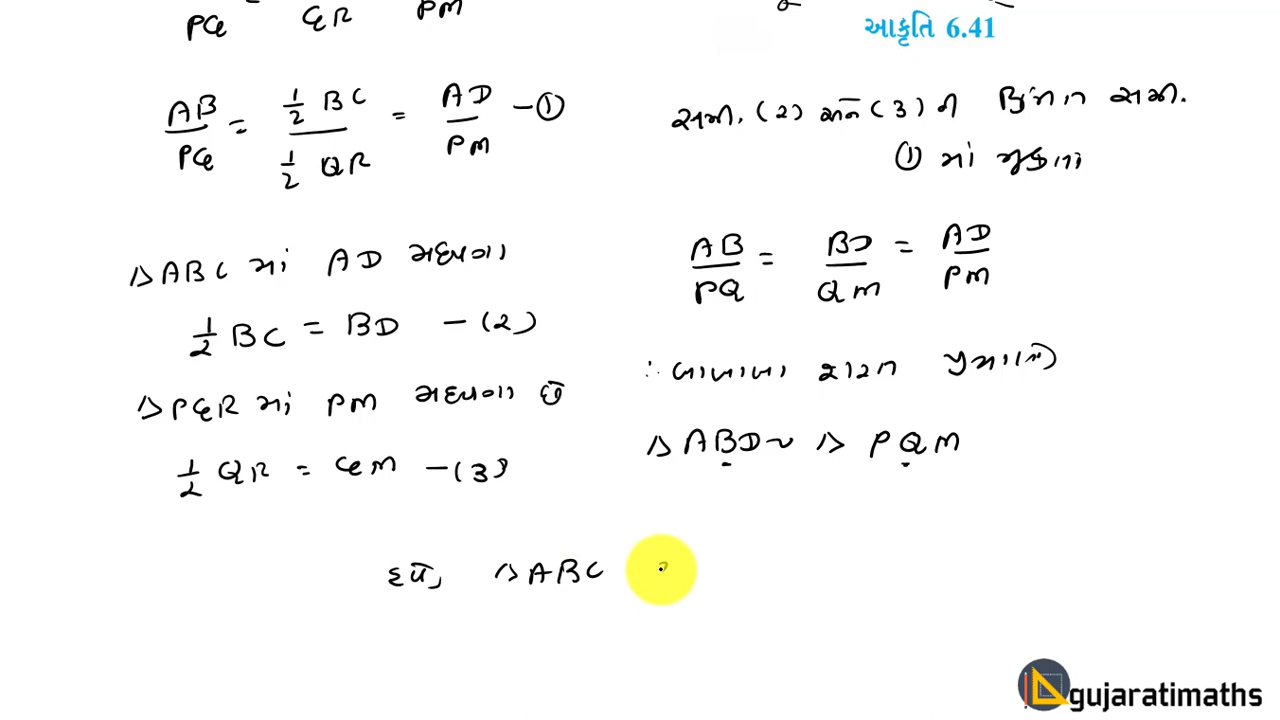 PQ QR PM
આકૃતિ 6.41
AB/PQ = ½ BC / ½ QR = AD/PM – ①
△ABC માં AD મધ્યગા
½ BC = BD – (2)
△PQR માં PM મધ્યગા છે
½ QR = QM – (3)
સમી. (2) અને (3) ની કિંમત સમી.
① માં મૂકતાં
AB/PQ = BD/QM = AD/PM
∴ બાબાબા શરત પ્રમાણે
△ABD ~ △PQM
હવે, △ABC
gujaratimaths